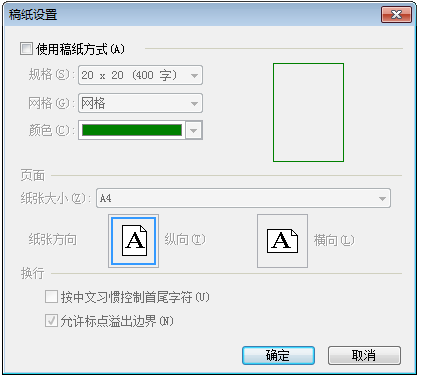 稿纸设置
使用稿纸方式(A)
规格(S): 20 x 20 (400 字)
网格(G): 网格
颜色(C):
页面
纸张大小(Z): A4
纸张方向 A 纵向(T) A 横向(L)
换行
按中文习惯控制首尾字符(U)
允许标点溢出边界(N)
确定 取消